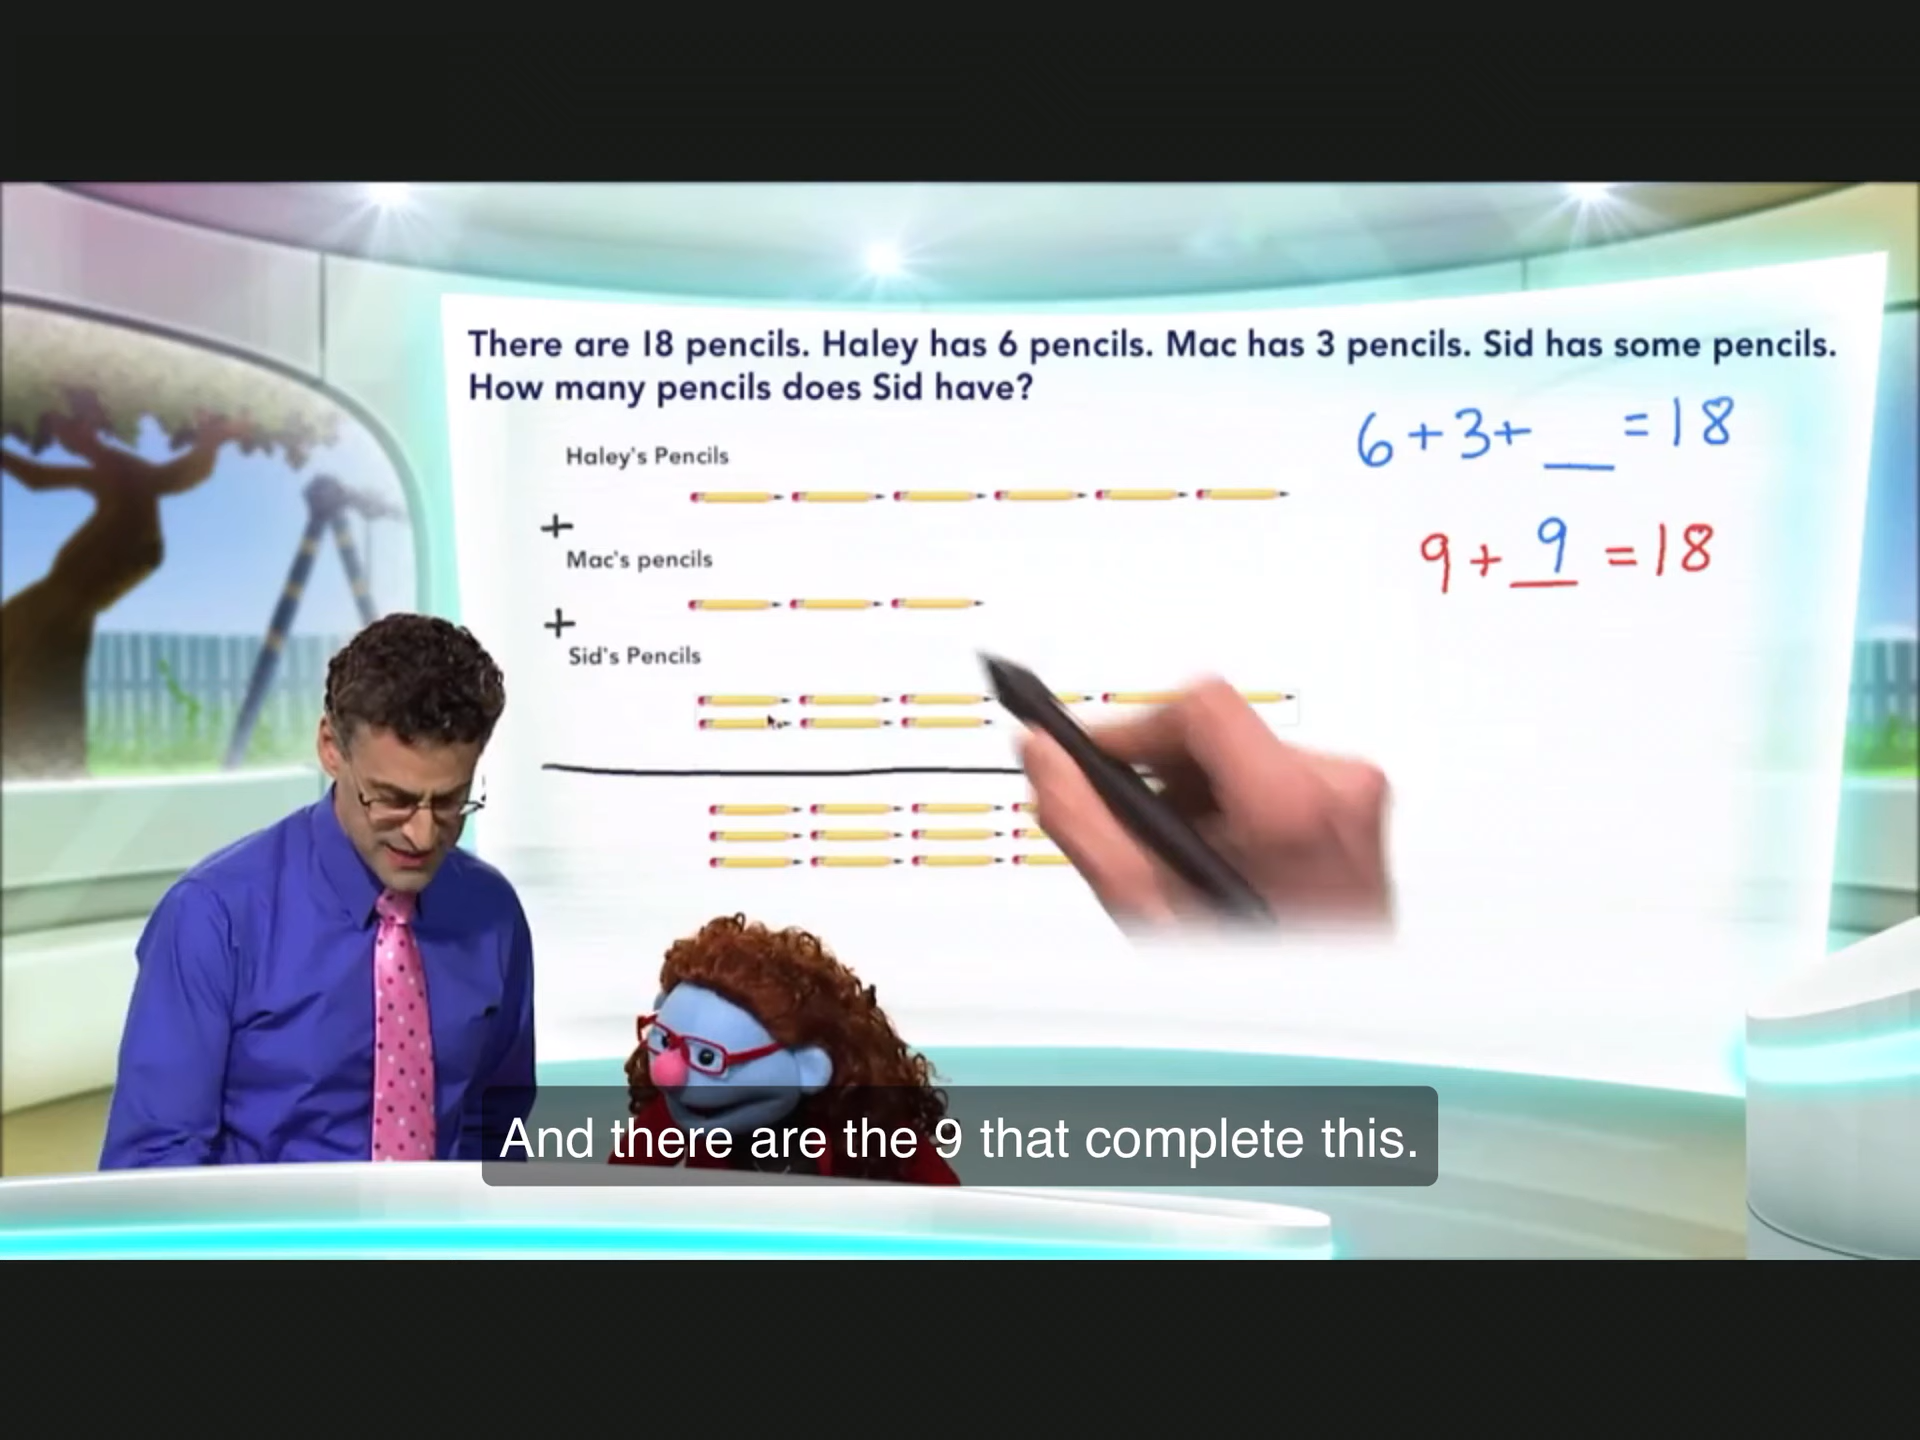 There are 18 pencils. Haley has 6 pencils. Mac has 3 pencils. Sid has some pencils.
How many pencils does Sid have?
6+3+__=18
Haley's Pencils
+
9+9=18
Mac's pencils
+
Sid's Pencils
And there are the 9 that complete this.